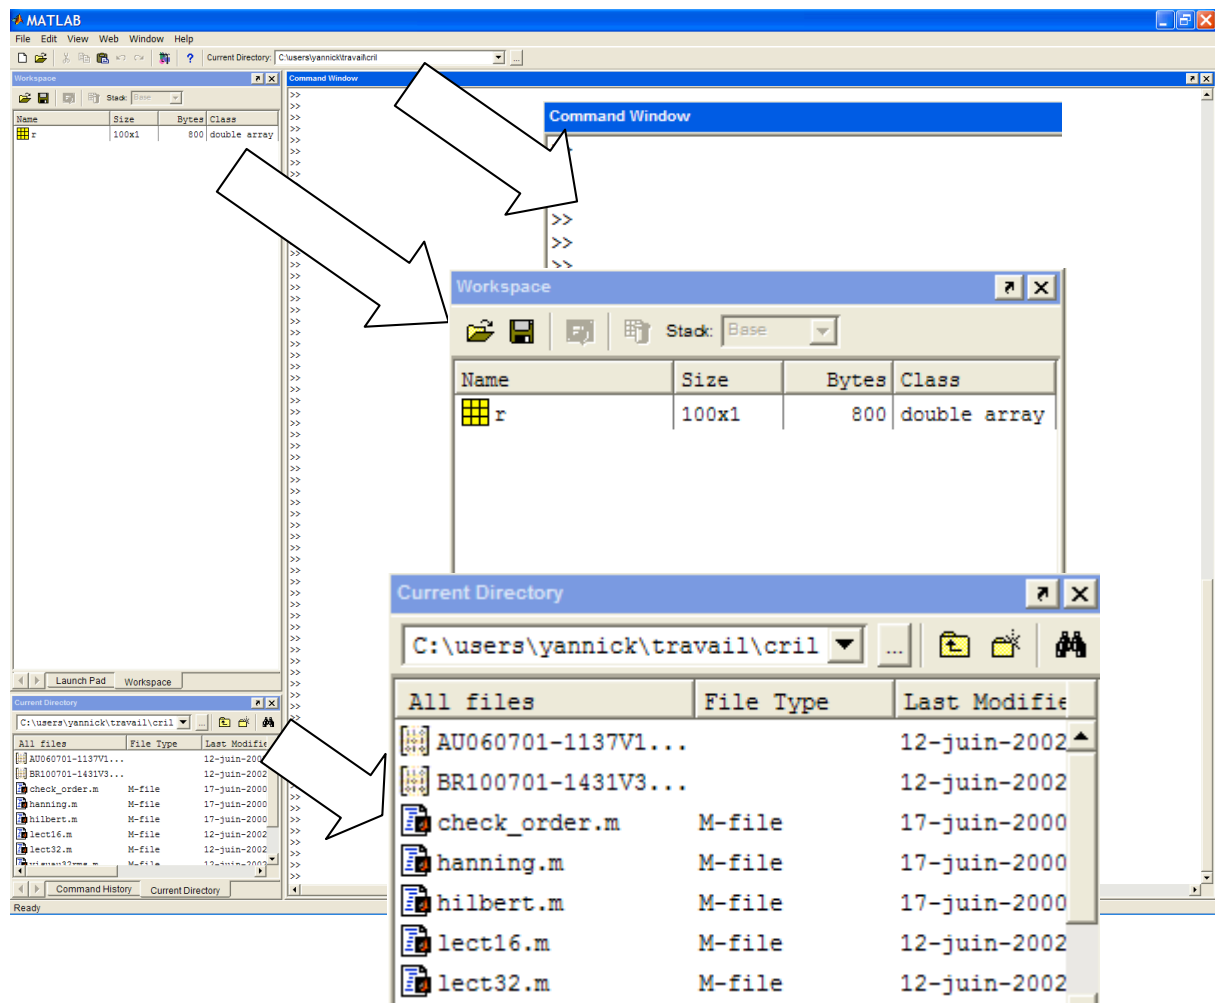 MATLAB
File Edit View Web Window Help
? Current Directory: C:\users\yannick\travail\cril ...
Workspace
Stack: Base
Name Size Bytes Class
r 100x1 800 double array
Launch Pad Workspace
Current Directory
C:\users\yannick\travail\cril ...
All files File Type Last Modifie
AU060701-1137V1... 12-juin-200
BR100701-1431V3... 12-juin-2002
check_order.m M-file 17-juin-2000
hanning.m M-file 17-juin-2000
hilbert.m M-file 17-juin-2000
lect16.m M-file 12-juin-2002
lect32.m M-file 12-juin-2002
Command History Current Directory
Ready
Command Window
>>
>>
>>
>>
>>
>>
>>
>>
Command Window
>>
>>
>>
Workspace
Stack: Base
Name Size Bytes Class
r 100x1 800 double array
Current Directory
C:\users\yannick\travail\cril ...
All files File Type Last Modifie
AU060701-1137V1... 12-juin-2002
BR100701-1431V3... 12-juin-2002
check_order.m M-file 17-juin-2000
hanning.m M-file 17-juin-2000
hilbert.m M-file 17-juin-2000
lect16.m M-file 12-juin-2002
lect32.m M-file 12-juin-2002